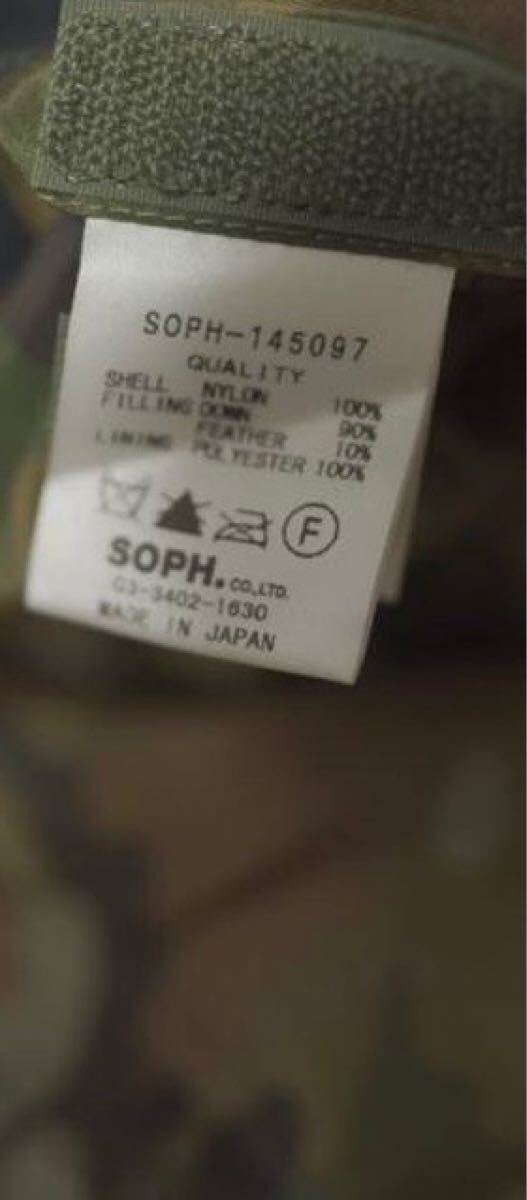 SOPH-145097
QUALITY
SHELL NYLON 100%
FILLING DOWN 90%
FEATHER 10%
LINING POLYESTER 100%
F
SOPH. CO.,LTD.
03-5402-1630
MADE IN JAPAN